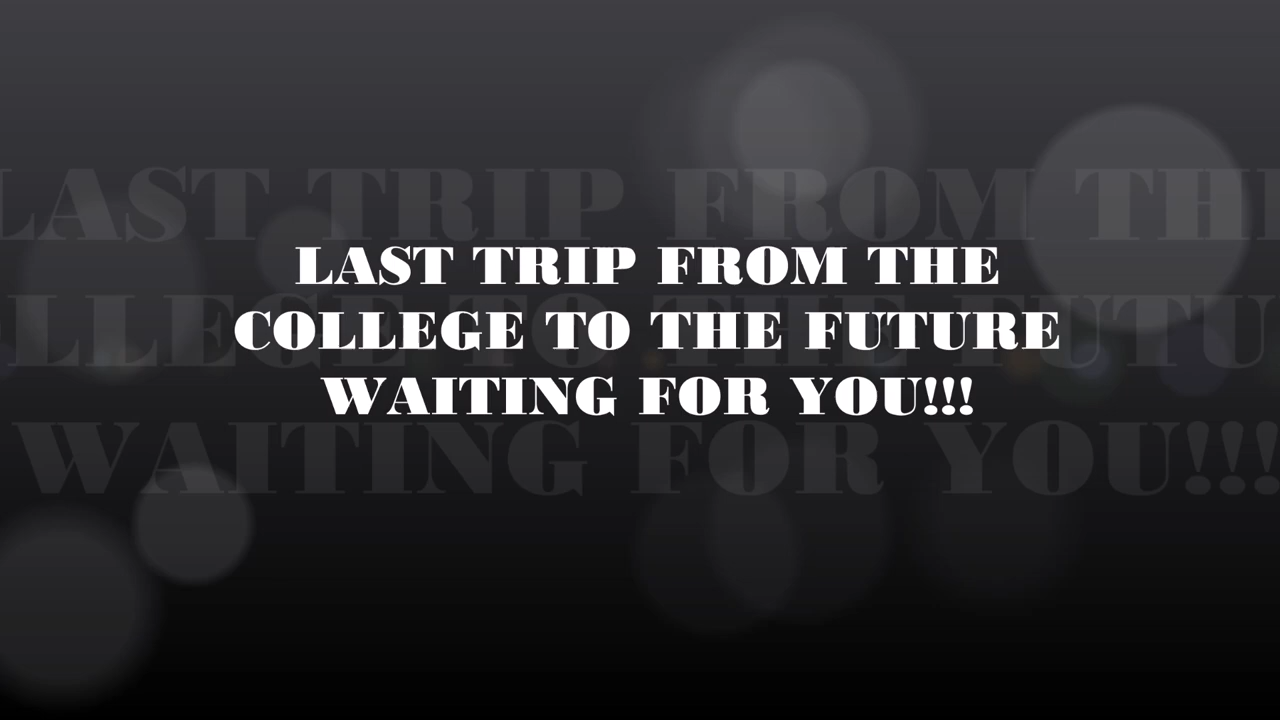 LAST TRIP FROM THE
COLLEGE TO THE FUTURE
WAITING FOR YOU!!!